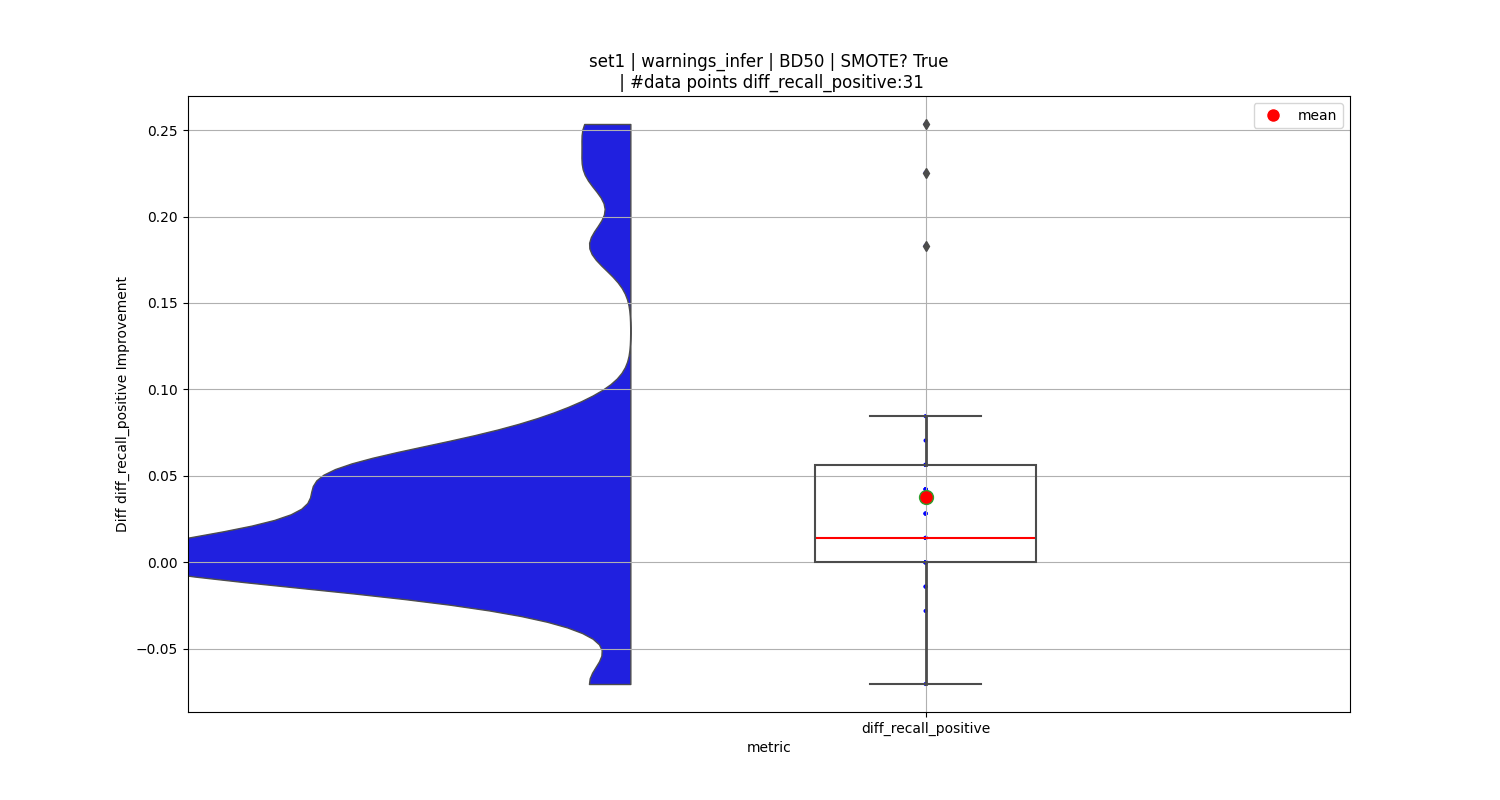 set1 | warnings_infer | BD50 | SMOTE? True
| #data points diff_recall_positive:31
mean
0.25
0.20
0.15
0.10
0.05
0.00
−0.05
Diff diff_recall_positive Improvement
diff_recall_positive
metric